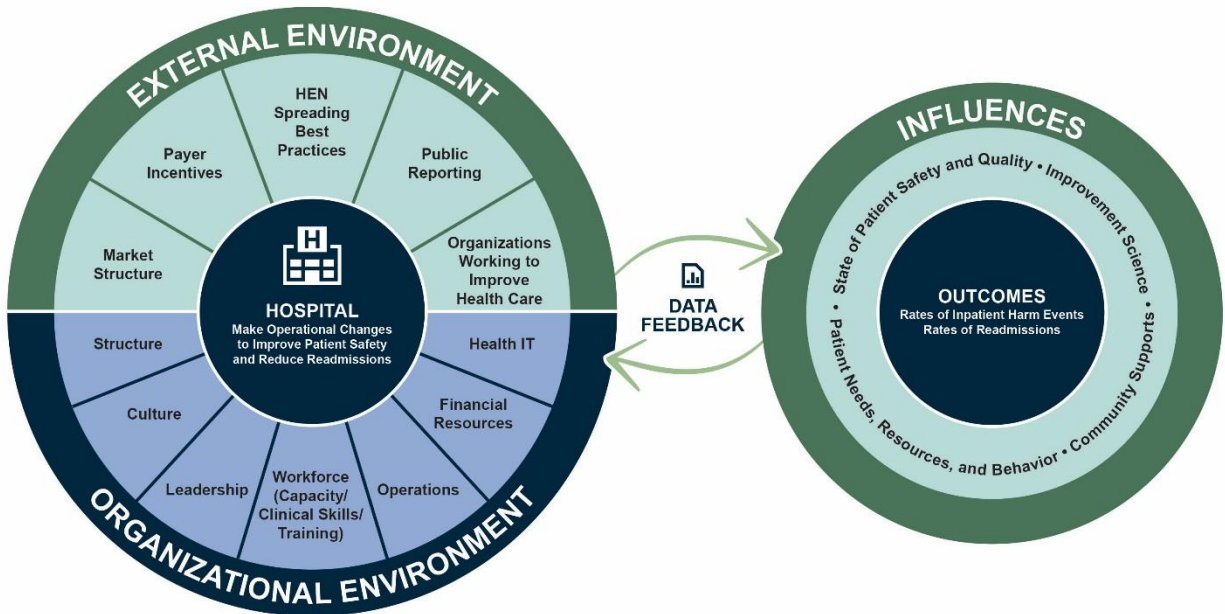 EXTERNAL ENVIRONMENT
Market
Structure
Payer
Incentives
HEN
Spreading
Best
Practices
Public
Reporting
Organizations
Working to
Improve
Health Care
H
HOSPITAL
Make Operational Changes
to Improve Patient Safety
and Reduce Readmissions
Structure
Culture
Leadership
Workforce
(Capacity/
Clinical Skills/
Training)
Operations
Financial
Resources
Health IT
ORGANIZATIONAL ENVIRONMENT
DATA
FEEDBACK
INFLUENCES
• State of Patient Safety and Quality • Improvement Science •
Patient Needs, Resources, and Behavior • Community Supports
OUTCOMES
Rates of Inpatient Harm Events
Rates of Readmissions